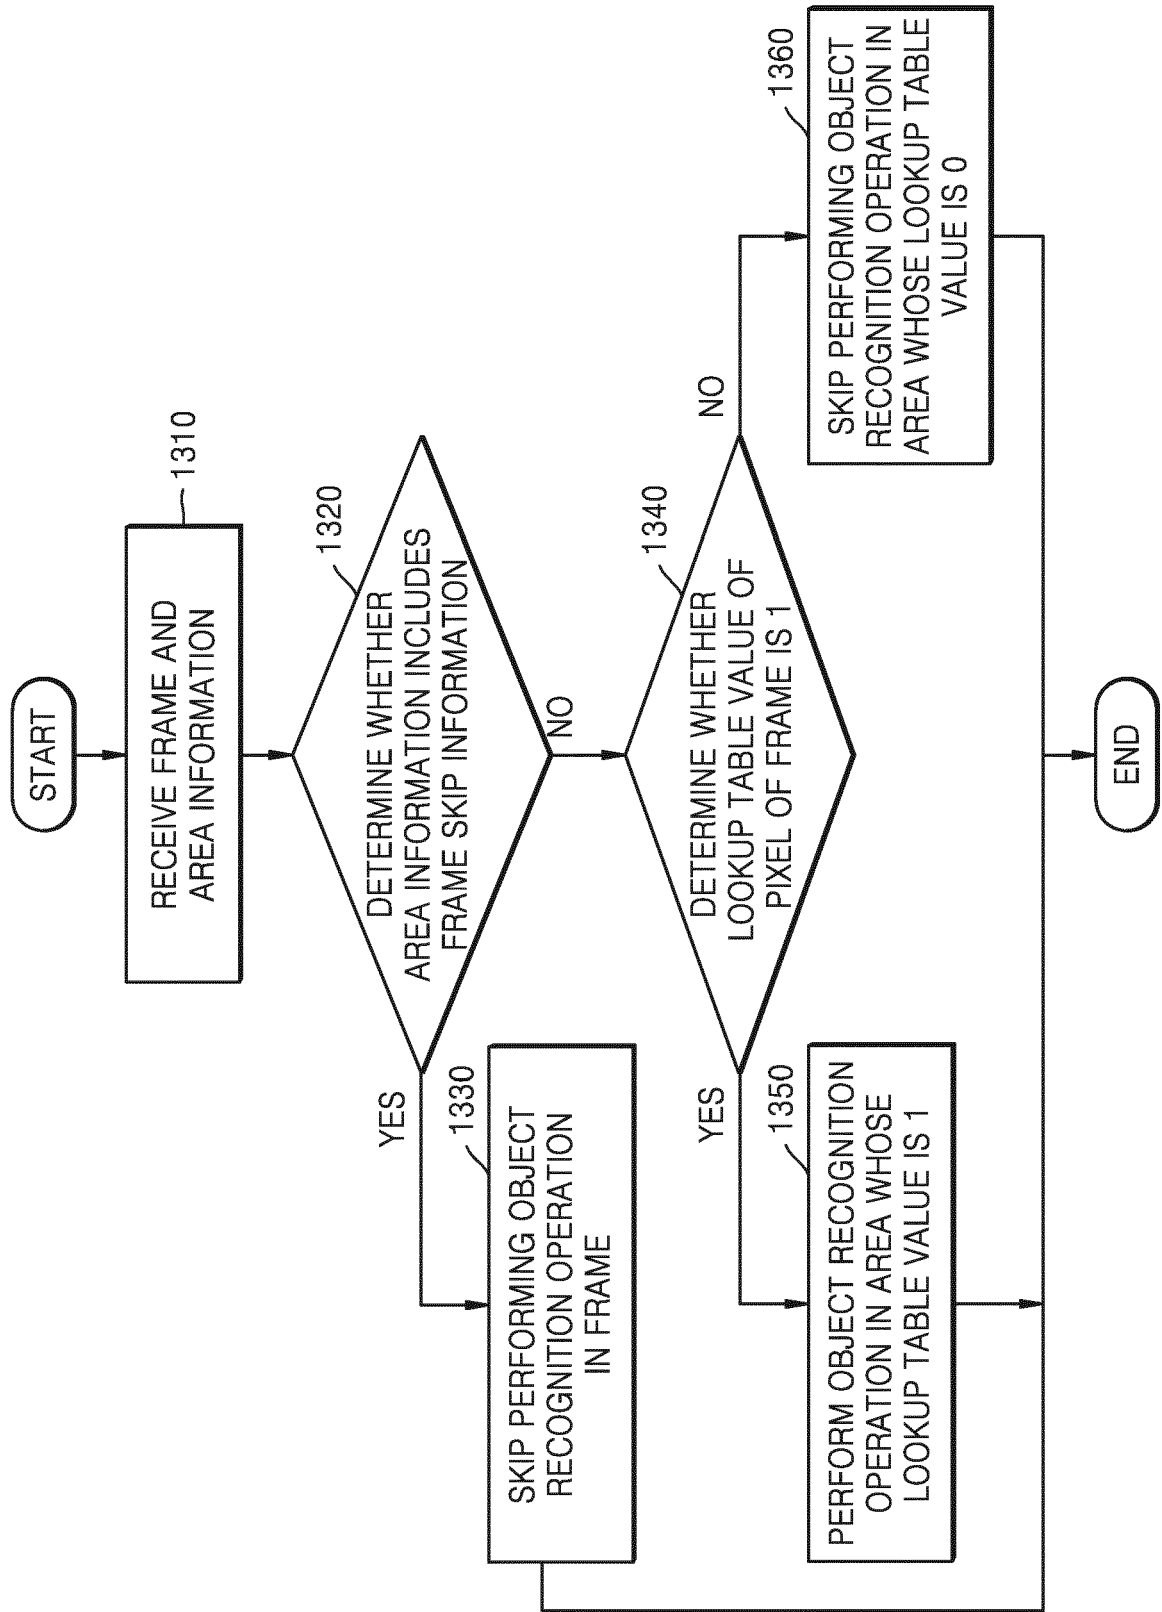 START
1310
RECEIVE FRAME AND
AREA INFORMATION
1320
DETERMINE WHETHER
AREA INFORMATION INCLUDES
FRAME SKIP INFORMATION
YES
NO
1330
SKIP PERFORMING OBJECT
RECOGNITION OPERATION
IN FRAME
1340
DETERMINE WHETHER
LOOKUP TABLE VALUE OF
PIXEL OF FRAME IS 1
YES
NO
1350
PERFORM OBJECT RECOGNITION
OPERATION IN AREA WHOSE
LOOKUP TABLE VALUE IS 1
1360
SKIP PERFORMING OBJECT
RECOGNITION OPERATION IN
AREA WHOSE LOOKUP TABLE
VALUE IS 0
END